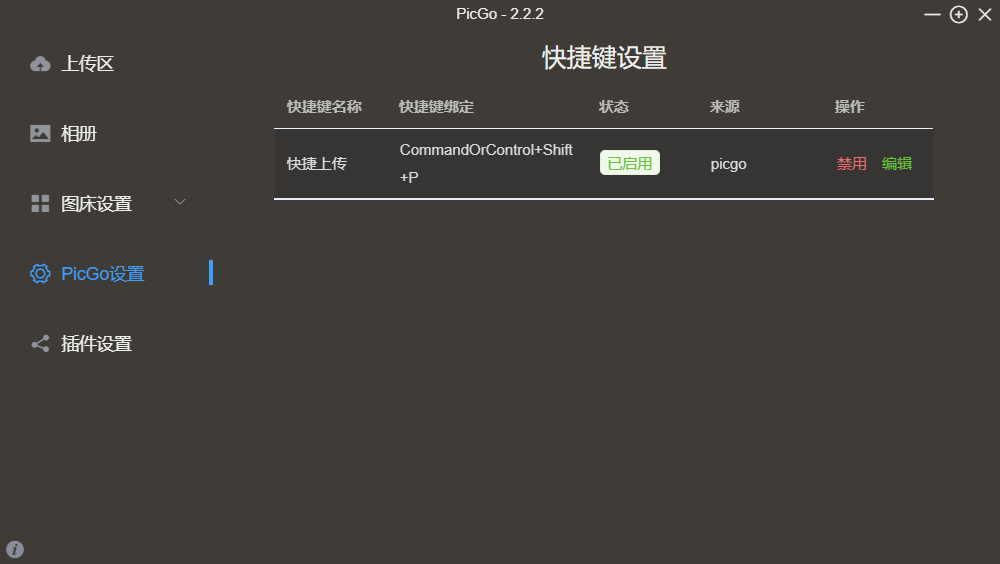 PicGo - 2.2.2
上传区
相册
图床设置
PicGo设置
插件设置
快捷键设置
快捷键名称 快捷键绑定 状态 来源 操作
快捷上传 CommandOrControl+Shift
+P 已启用 picgo 禁用 编辑